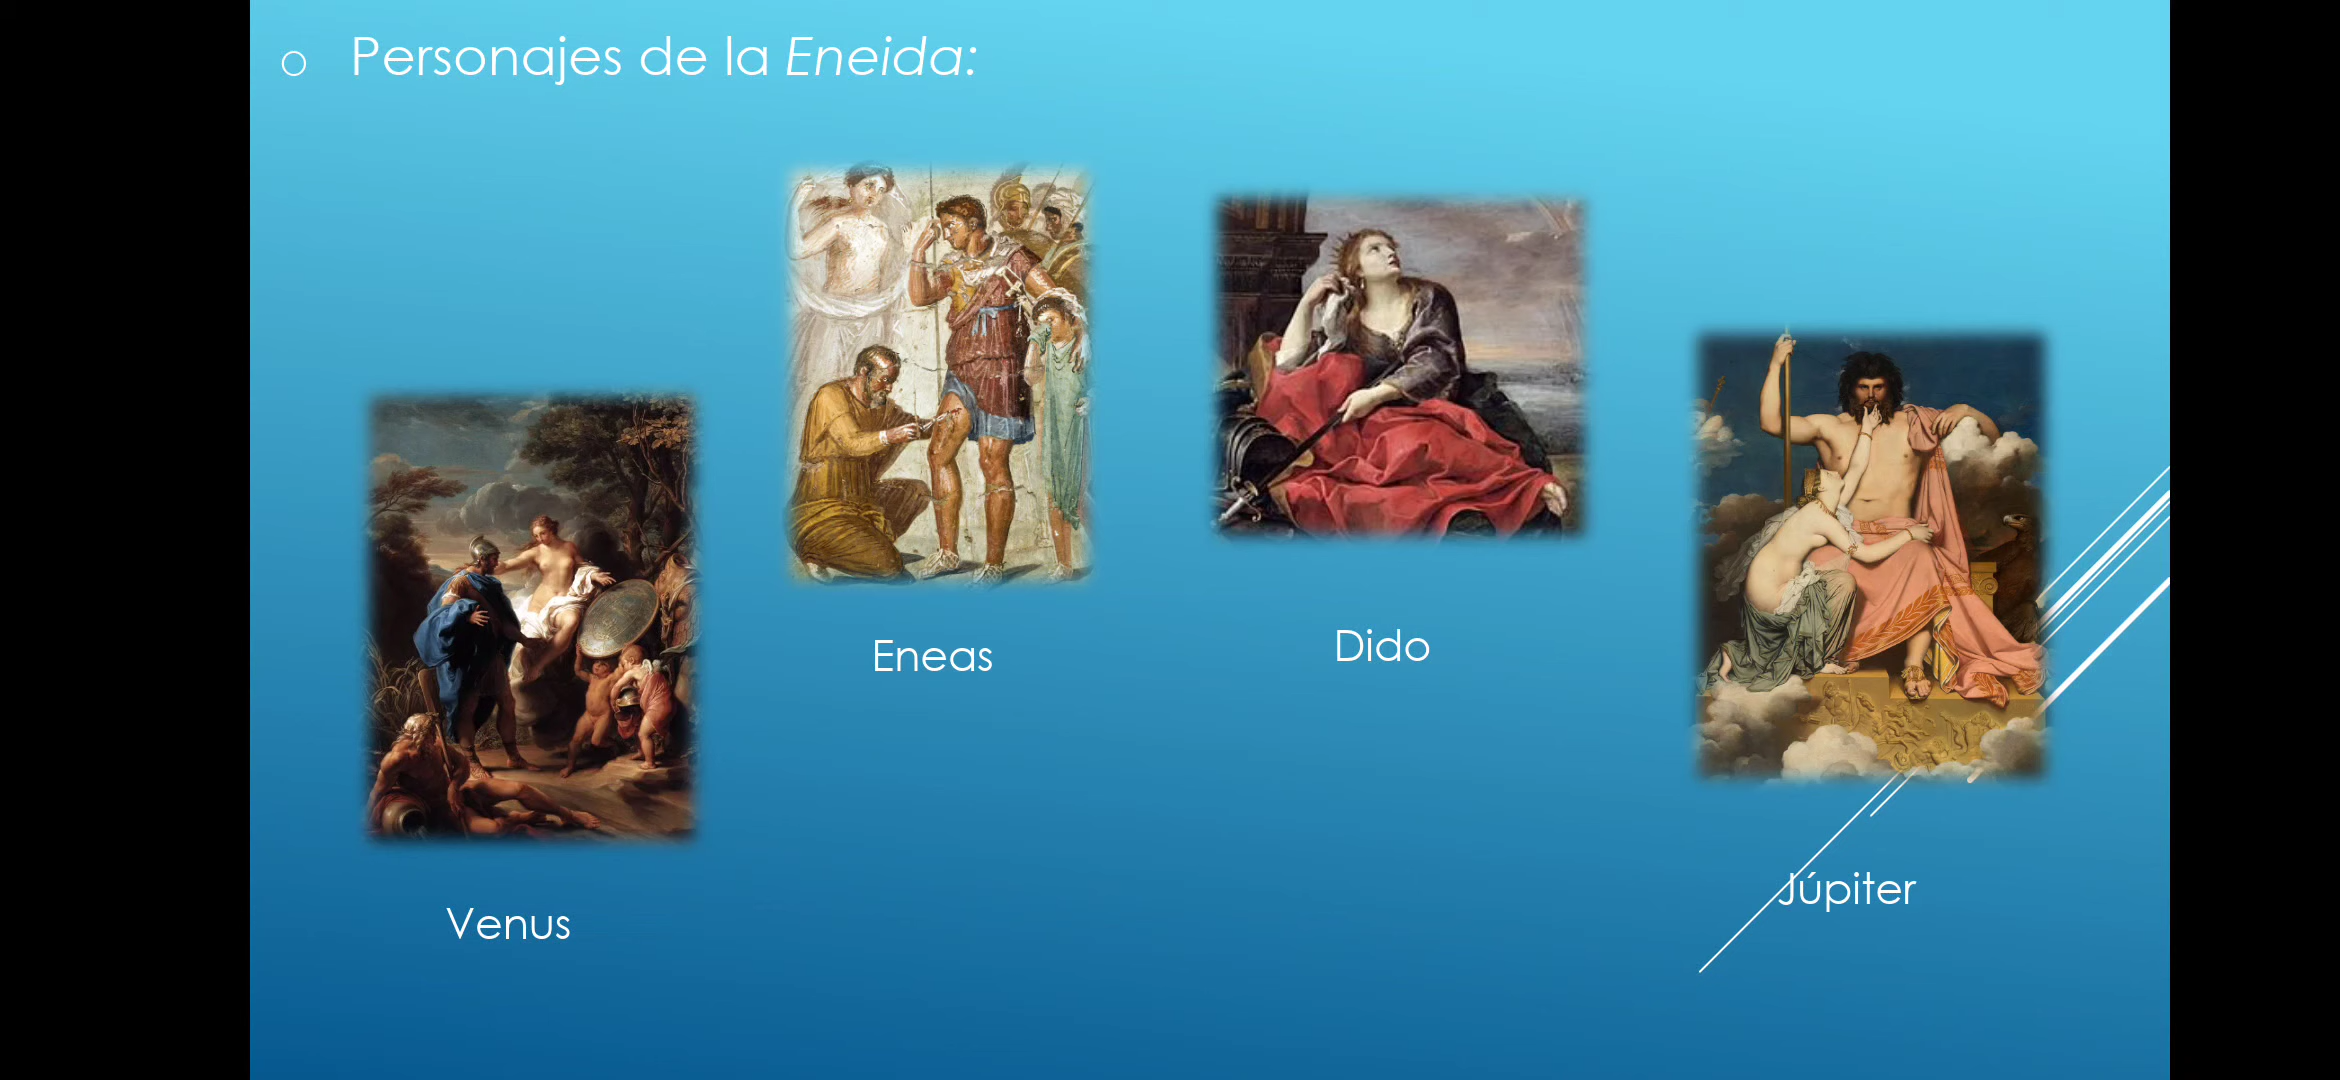 Personajes de la Eneida:
Eneas
Dido
Júpiter
Venus